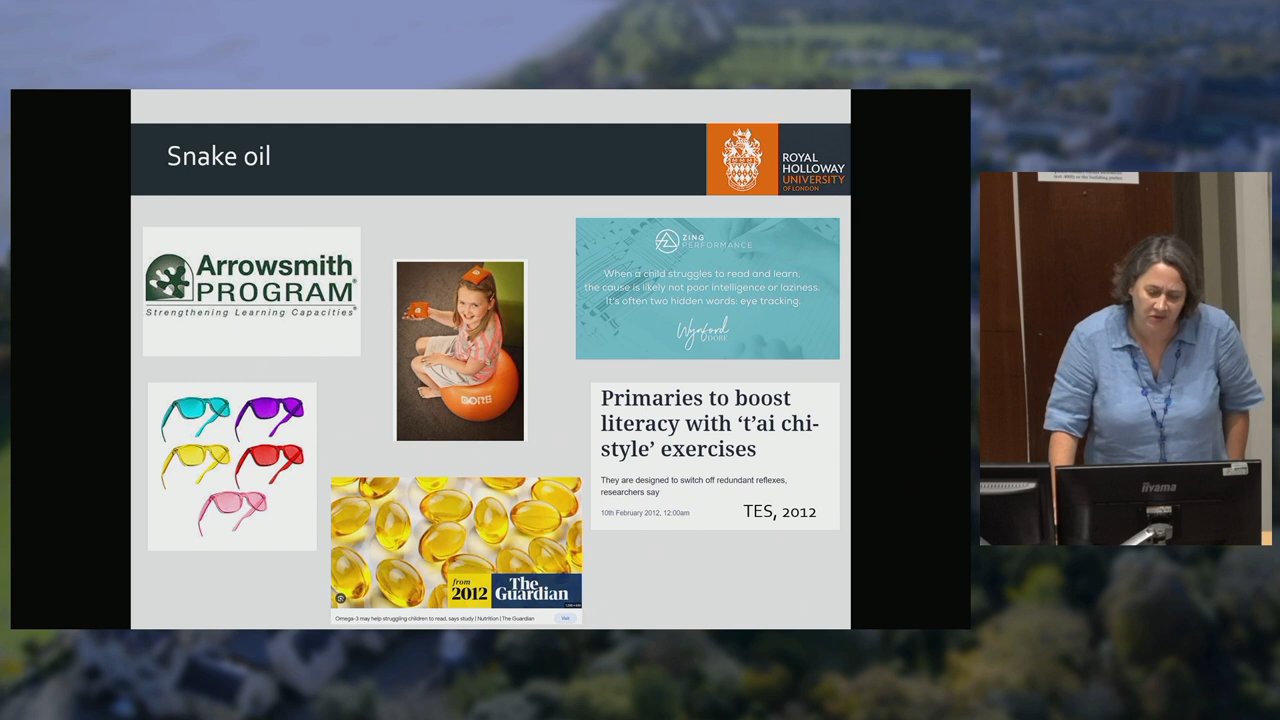 Snake oil
ROYAL
HOLLOWAY
UNIVERSITY
OF LONDON
Arrowsmith
PROGRAM®
Strengthening Learning Capacities®
DORE
ZING
PERFORMANCE
When a child struggles to read and learn,
the cause is likely not poor intelligence or laziness.
It's often two hidden words: eye tracking.
Wynford
DORE
Primaries to boost
literacy with ‘t’ai chi-
style’ exercises
They are designed to switch off redundant reflexes,
researchers say
10th February 2012, 12:00am
TES, 2012
from
2012
The
Guardian
Omega-3 may help struggling children to read, says study | Nutrition | The Guardian
Visit
iiyama